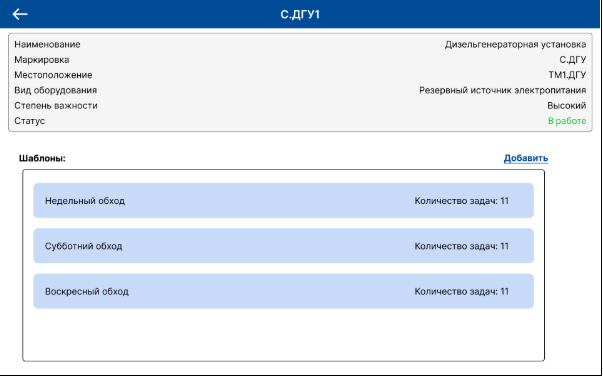 С.ДГУ1
Наименование Дизельгенераторная установка
Маркировка С.ДГУ
Местоположение ТМ1.ДГУ
Вид оборудования Резервный источник электропитания
Степень важности Высокий
Статус В работе
Шаблоны: Добавить
Недельный обход Количество задач: 11
Субботний обход Количество задач: 11
Воскресный обход Количество задач: 11